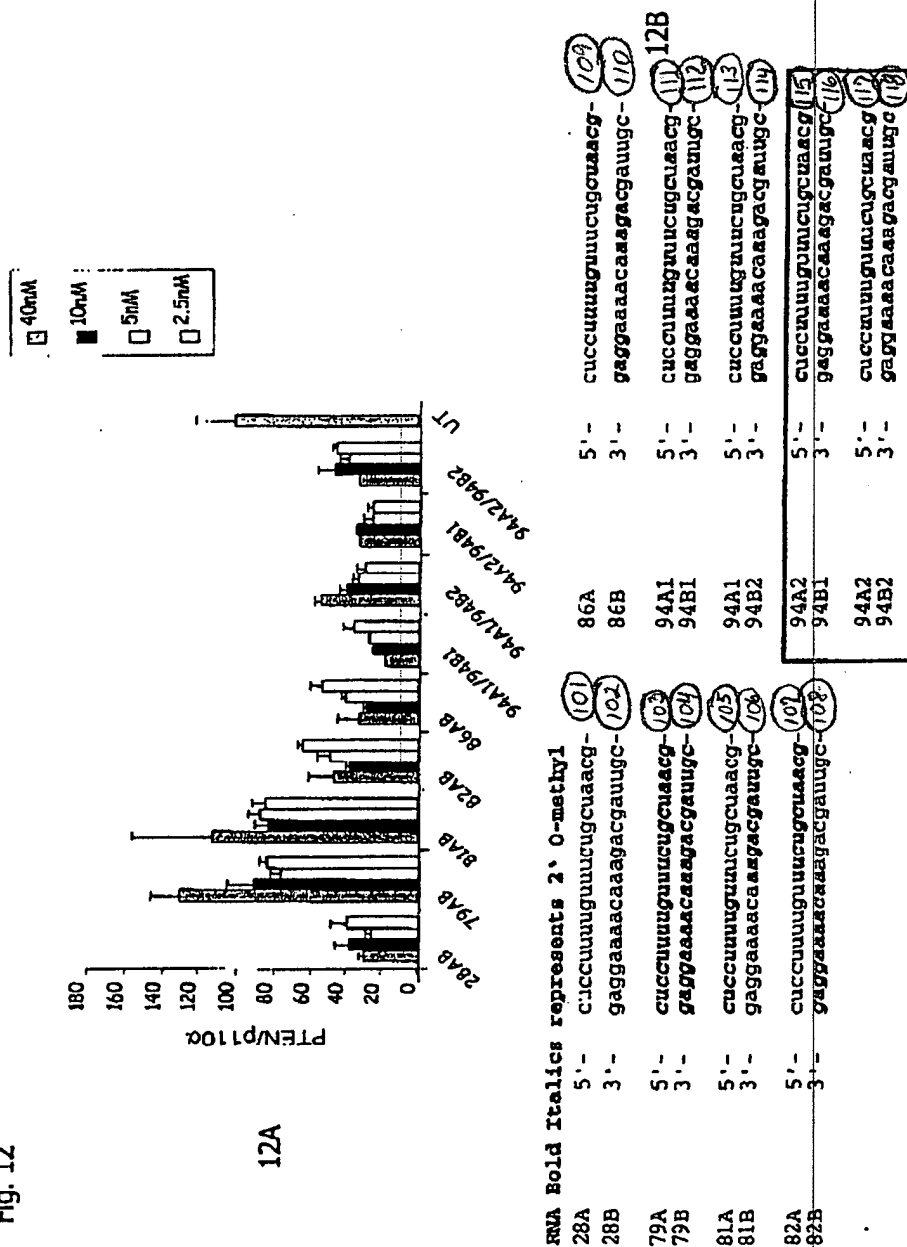 Fig. 12
12A
PTEN/p110α
180
160
140
120
100
80
60
40
20
0
28AB
79AB
81AB
82AB
86AB
94A1/94B1
94A1/94B2
94A2/94B1
94A2/94B2
UT
40nM
10nM
5nM
2.5nM
12B
RNA Bold Italics represents 2' O-methyl
28A 5'- cuccuuuuguuucugcuaacg- 101
28B 3'- gaggaaaacaaagacgauugc- 102
79A 5'- cuccuuuuguuucugcuaacg- 103
79B 3'- gaggaaaacaaagacgauugc- 104
81A 5'- cuccuuuuguuucugcuaacg- 105
81B 3'- gaggaaaacaaagacgauugc- 106
82A 5'- cuccuuuuguuucugcuaacg- 107
82B 3'- gaggaaaacaaagacgauugc- 108
86A 5'- cuccuuuuguuucugcuaacg- 109
86B 3'- gaggaaaacaaagacgauugc- 110
94A1 5'- cuccuuuuguuucugcuaacg- 111
94B1 3'- gaggaaaacaaagacgauugc- 112
94A1 5'- cuccuuuuguuucugcuaacg- 113
94B2 3'- gaggaaaacaaagacgauugc- 114
94A2 5'- cuccuuuuguuucugcuaacg 115
94B1 3'- gaggaaaacaaagacgauugc 116
94A2 5'- cuccuuuuguuucugcuaacg 117
94B2 3'- gaggaaaacaaagacgauugc 118